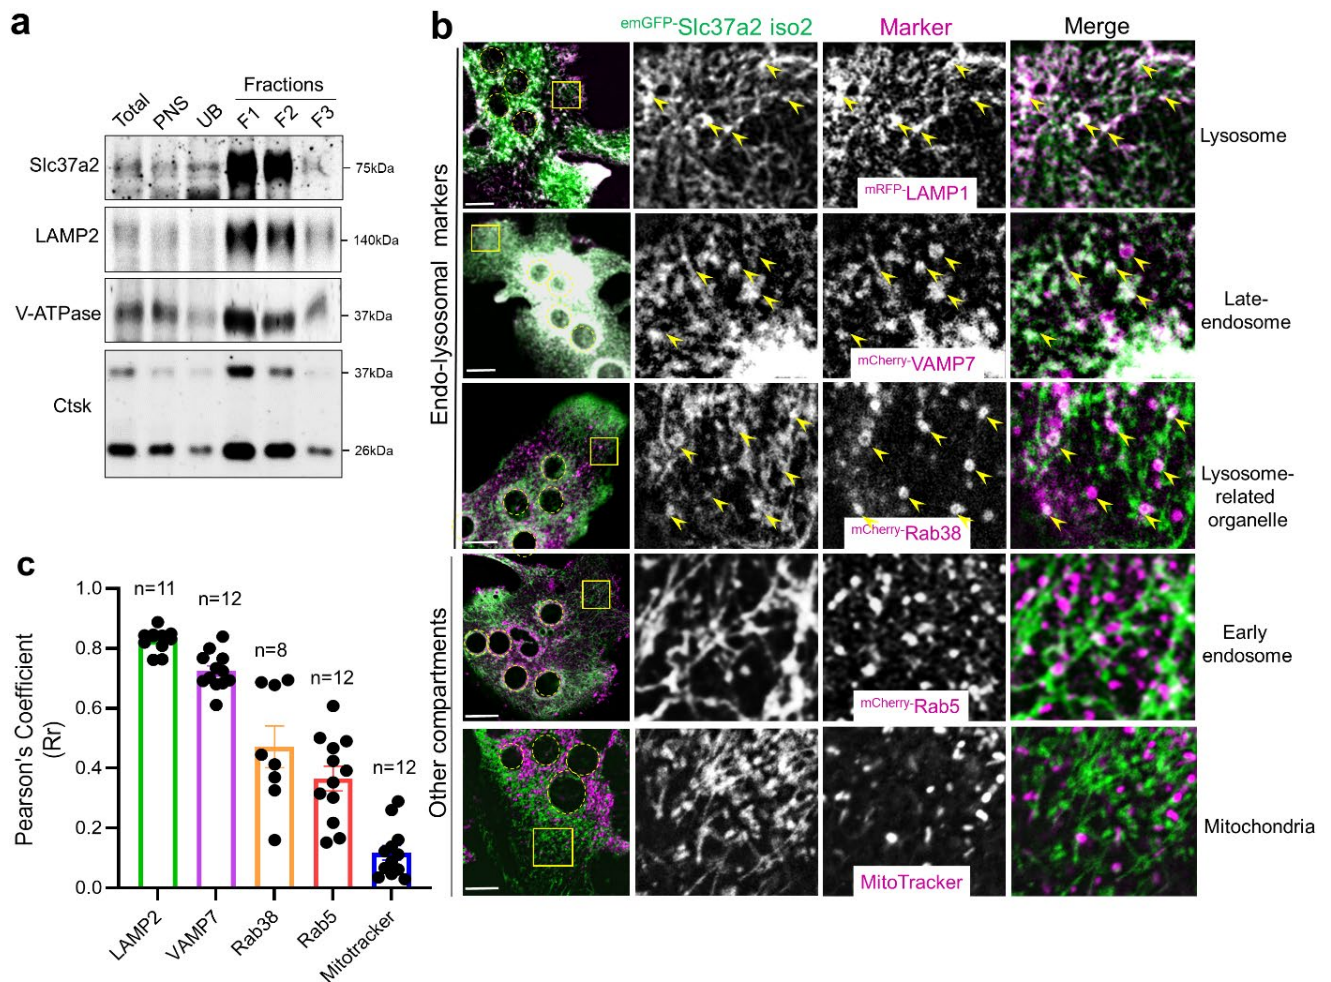 a
Fractions
Total PNS UB F1 F2 F3
Slc37a2
75kDa
LAMP2
140kDa
V-ATPase
37kDa
Ctsk
37kDa
26kDa
b
emGFP-Slc37a2 iso2
Marker
Merge
Endo-lysosomal markers
mRFP-LAMP1
Lysosome
mCherry-VAMP7
Late-
endosome
mCherry-Rab38
Lysosome-
related
organelle
Other compartments
mCherry-Rab5
Early
endosome
MitoTracker
Mitochondria
c
Pearson's Coefficient
(Rr)
1.0
0.8
0.6
0.4
0.2
0.0
n=11
n=12
n=8
n=12
n=12
LAMP2
VAMP7
Rab38
Rab5
Mitotracker